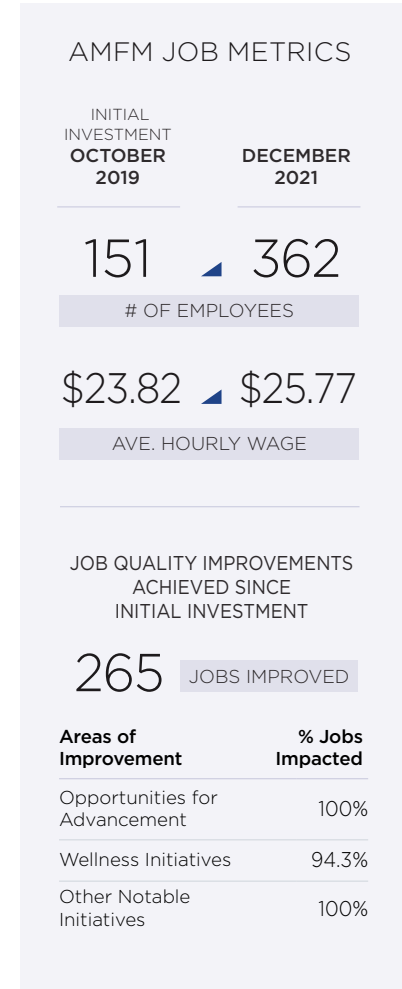 AMFM JOB METRICS
INITIAL
INVESTMENT
OCTOBER
2019
DECEMBER
2021
151 362
# OF EMPLOYEES
$23.82 $25.77
AVE. HOURLY WAGE
JOB QUALITY IMPROVEMENTS
ACHIEVED SINCE
INITIAL INVESTMENT
265 JOBS IMPROVED
Areas of
Improvement
% Jobs
Impacted
Opportunities for
Advancement
100%
Wellness Initiatives 94.3%
Other Notable
Initiatives
100%